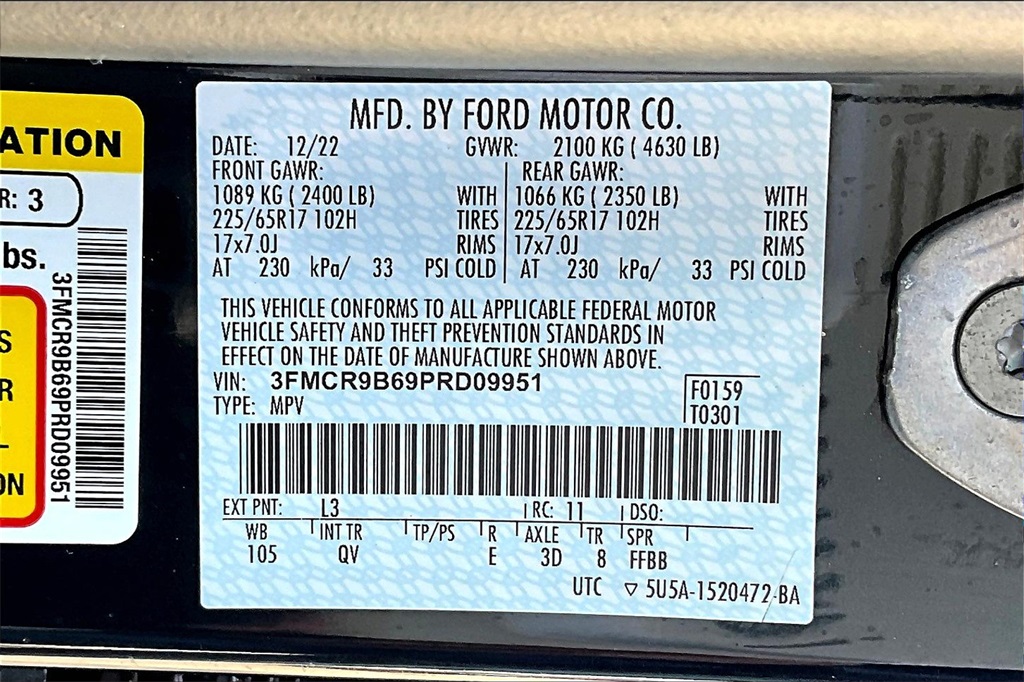 ATION
R: 3
bs.
3FMCR9B69PRD09951
S
R
ON
MFD. BY FORD MOTOR CO.
DATE: 12/22 GVWR: 2100 KG ( 4630 LB)
FRONT GAWR: REAR GAWR:
1089 KG ( 2400 LB) WITH 1066 KG ( 2350 LB) WITH
225/65R17 102H TIRES 225/65R17 102H TIRES
17x7.0J RIMS 17x7.0J RIMS
AT 230 kPa/ 33 PSI COLD AT 230 kPa/ 33 PSI COLD
THIS VEHICLE CONFORMS TO ALL APPLICABLE FEDERAL MOTOR
VEHICLE SAFETY AND THEFT PREVENTION STANDARDS IN
EFFECT ON THE DATE OF MANUFACTURE SHOWN ABOVE.
VIN: 3FMCR9B69PRD09951 F0159
TYPE: MPV T0301
EXT PNT: L3 RC: 11 DSO:
WB INT TR TP/PS R AXLE TR SPR
105 QV E 3D 8 FFBB
UTC ▽ 5U5A-1520472-BA